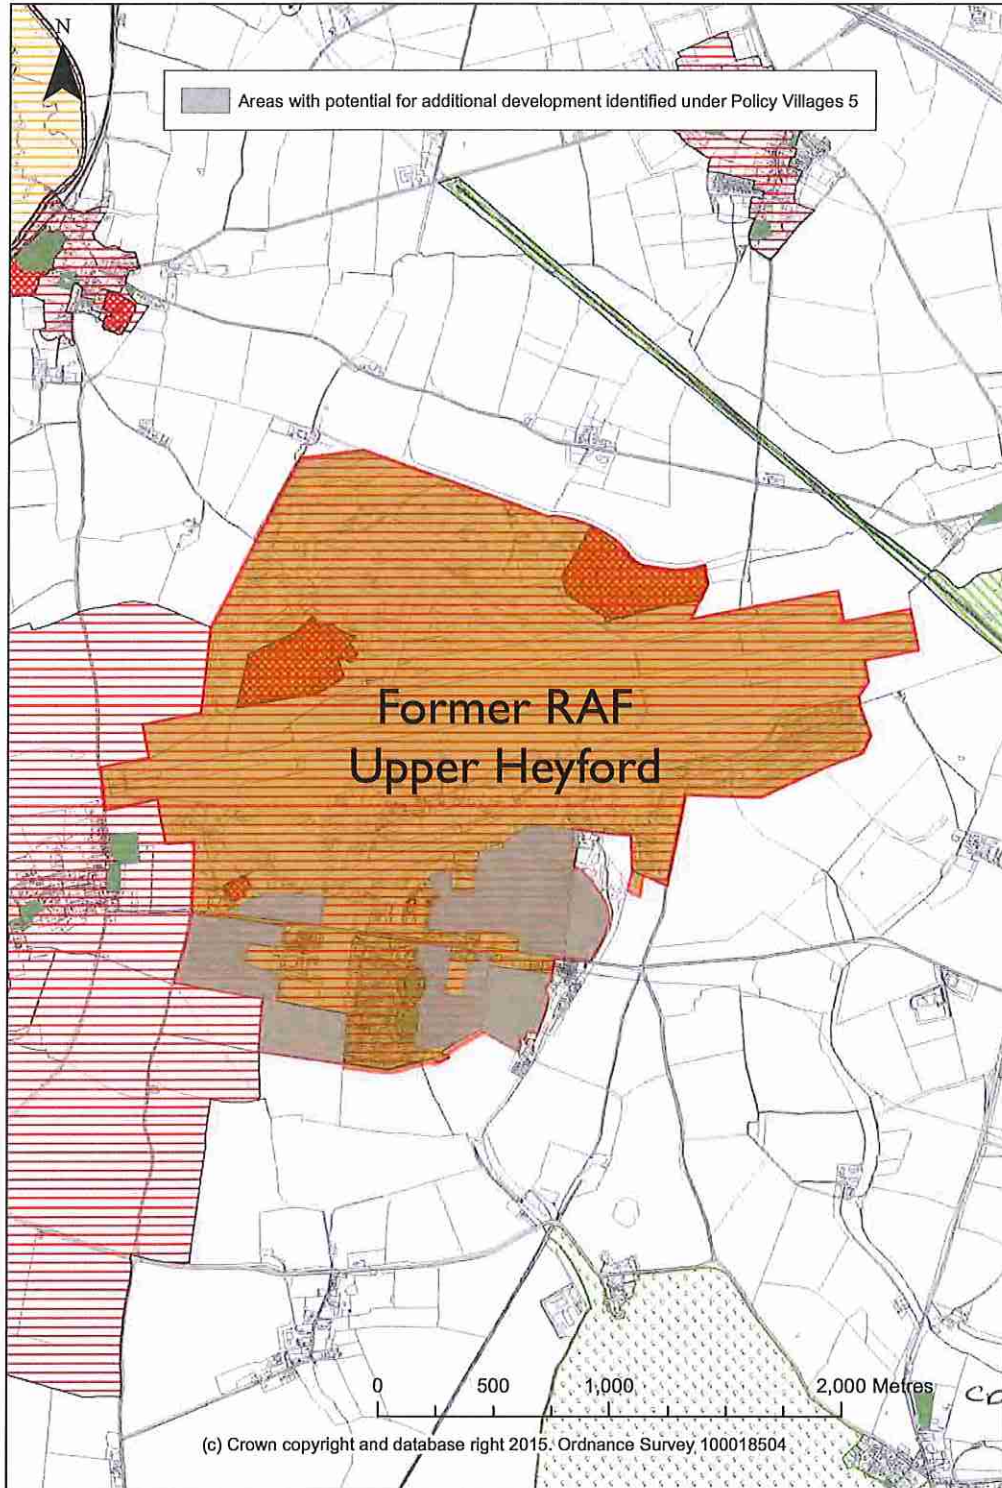 N
Areas with potential for additional development identified under Policy Villages 5
Former RAF
Upper Heyford
0 500 1,000 2,000 Metres
(c) Crown copyright and database right 2015. Ordnance Survey 100018504